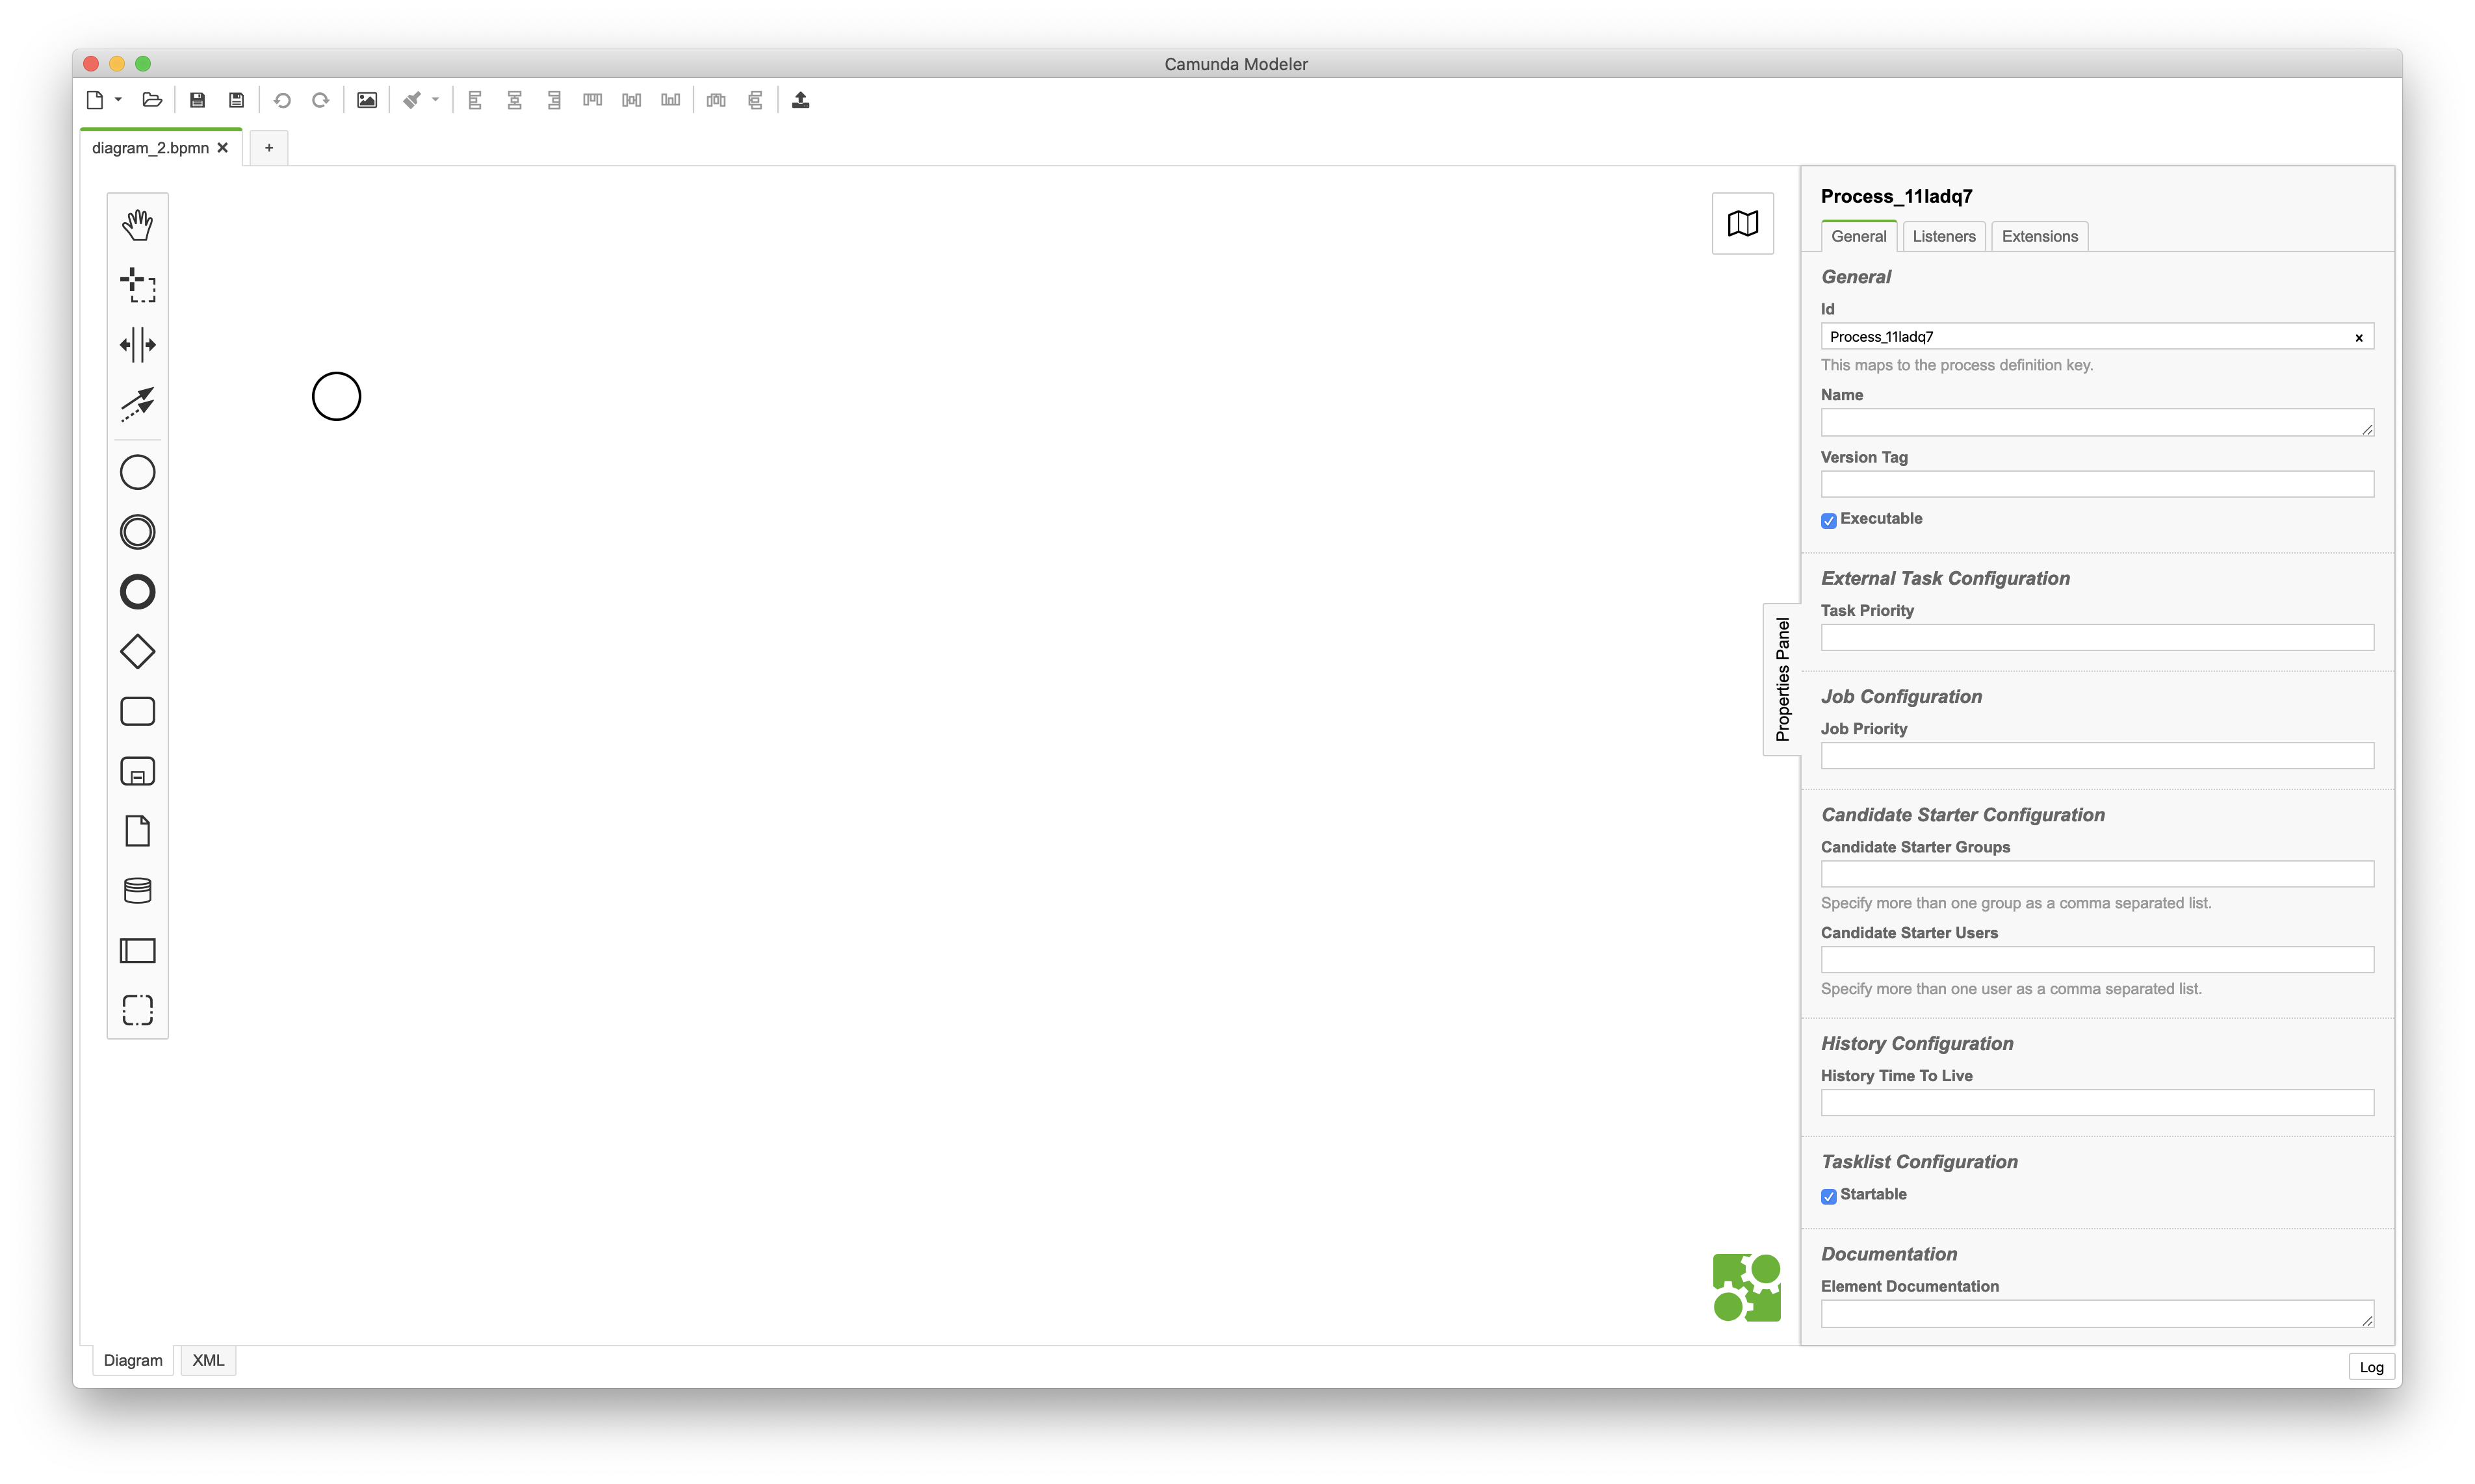 Camunda Modeler
diagram_2.bpmn
+
Process_11ladq7
General Listeners Extensions
General
Id
Process_11ladq7
This maps to the process definition key.
Name
Version Tag
Executable
External Task Configuration
Task Priority
Properties Panel
Job Configuration
Job Priority
Candidate Starter Configuration
Candidate Starter Groups
Specify more than one group as a comma separated list.
Candidate Starter Users
Specify more than one user as a comma separated list.
History Configuration
History Time To Live
Tasklist Configuration
Startable
Documentation
Element Documentation
Diagram XML
Log